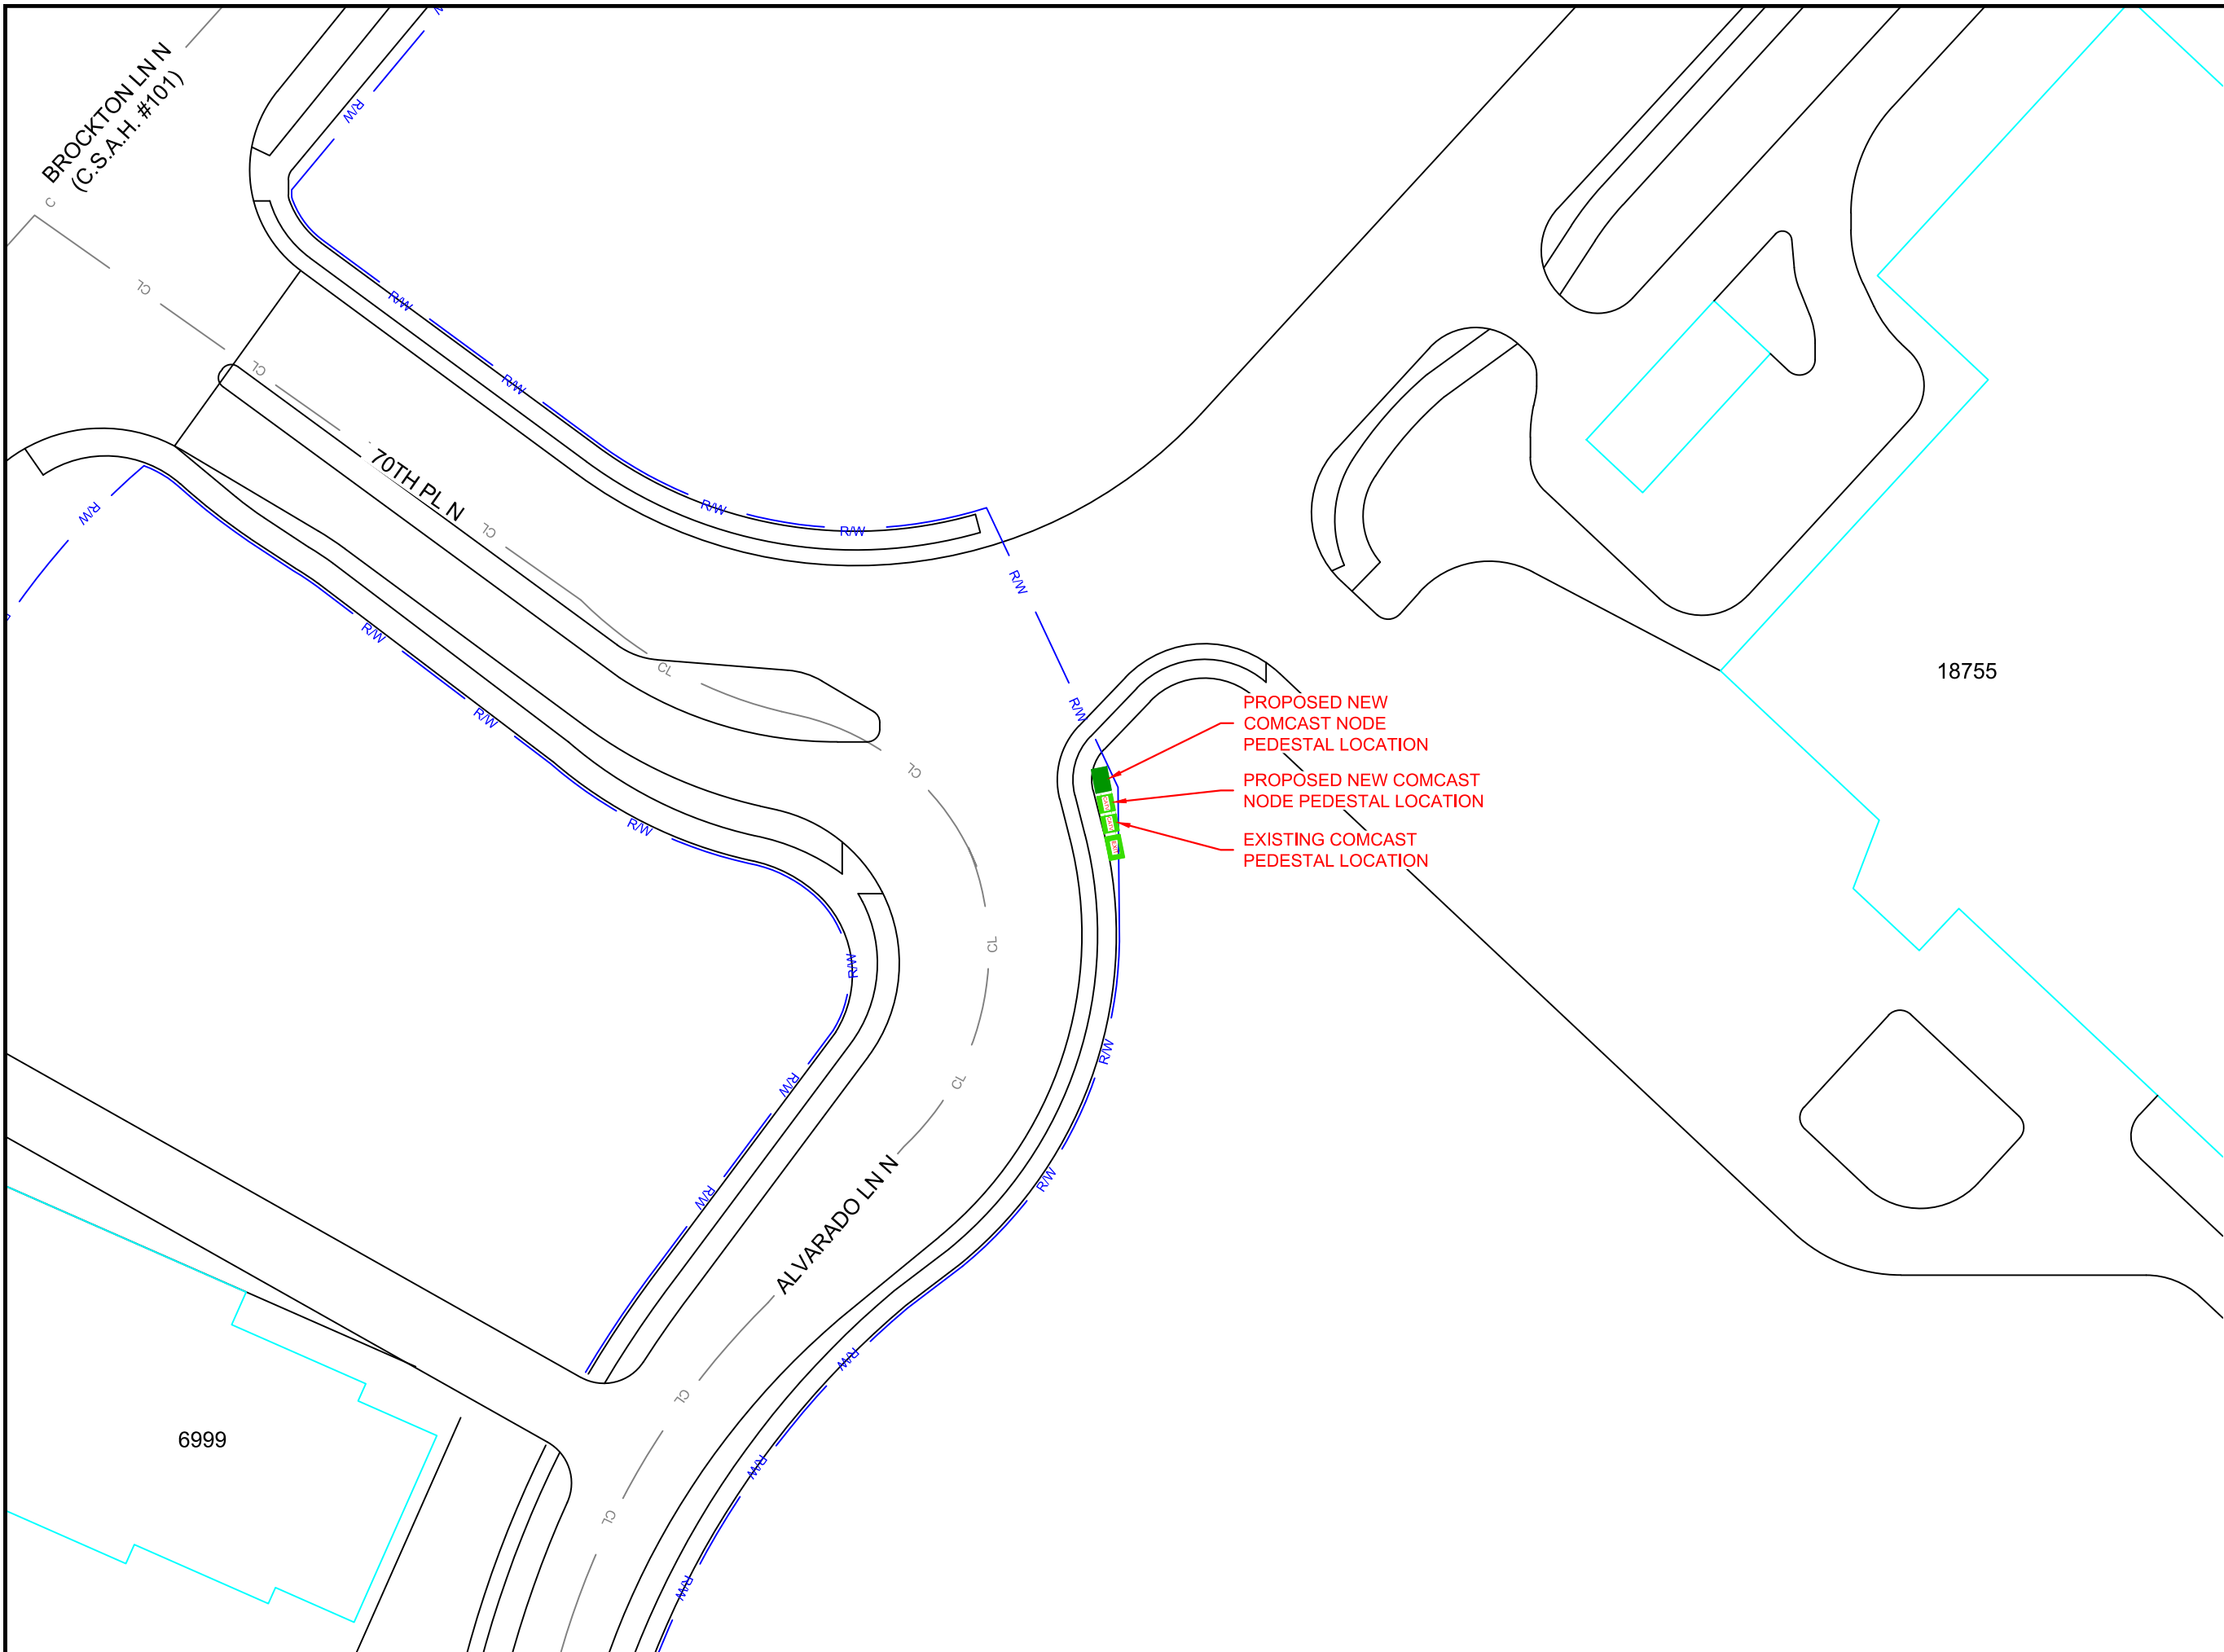 BROCKTON LN N
(C.S.A.H. #101)
R/W
R/W
C
CL
CL
R/W
R/W
70TH PL N
CL
R/W
R/W
R/W
R/W
R/W
R/W
CL
R/W
R/W
CL
18755
PROPOSED NEW
COMCAST NODE
PEDESTAL LOCATION
PROPOSED NEW COMCAST
NODE PEDESTAL LOCATION
EXISTING COMCAST
PEDESTAL LOCATION
R/W
CL
R/W
CL
R/W
R/W
R/W
ALVARADO LN N
R/W
CL
R/W
CL
R/W
6999